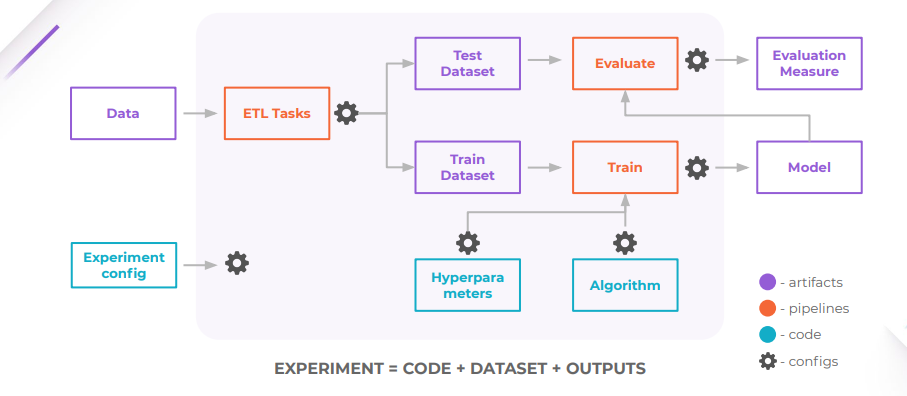 Test
Dataset
Evaluate
Evaluation
Measure
Data
ETL Tasks
Train
Dataset
Train
Model
Experiment
config
Hyperpara
meters
Algorithm
- artifacts
- pipelines
- code
- configs
EXPERIMENT = CODE + DATASET + OUTPUTS